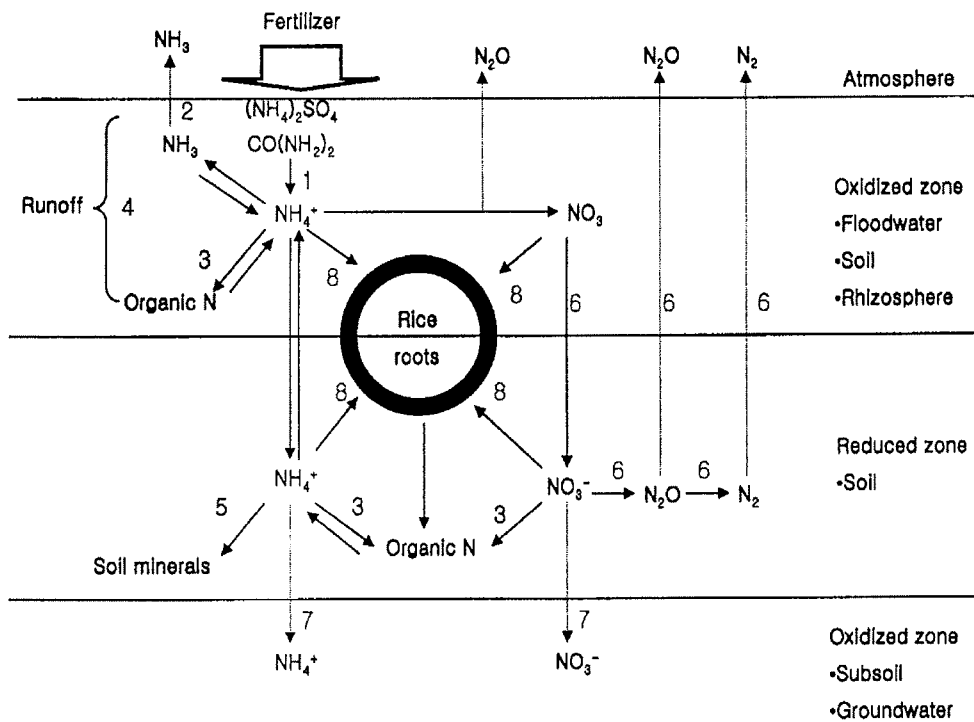 Fertilizer
NH₃
N₂O
N₂O
N₂
Atmosphere
2
(NH₄)₂SO₄
NH₃
CO(NH₂)₂
1
Runoff
4
NH₄⁺
NO₃
Oxidized zone
•Floodwater
•Soil
•Rhizosphere
3
8
8
6
6
6
Organic N
Rice
roots
8
8
Reduced zone
•Soil
NH₄⁺
NO₃⁻
6
N₂O
6
N₂
5
3
3
Organic N
Soil minerals
7
7
NH₄⁺
NO₃⁻
Oxidized zone
•Subsoil
•Groundwater